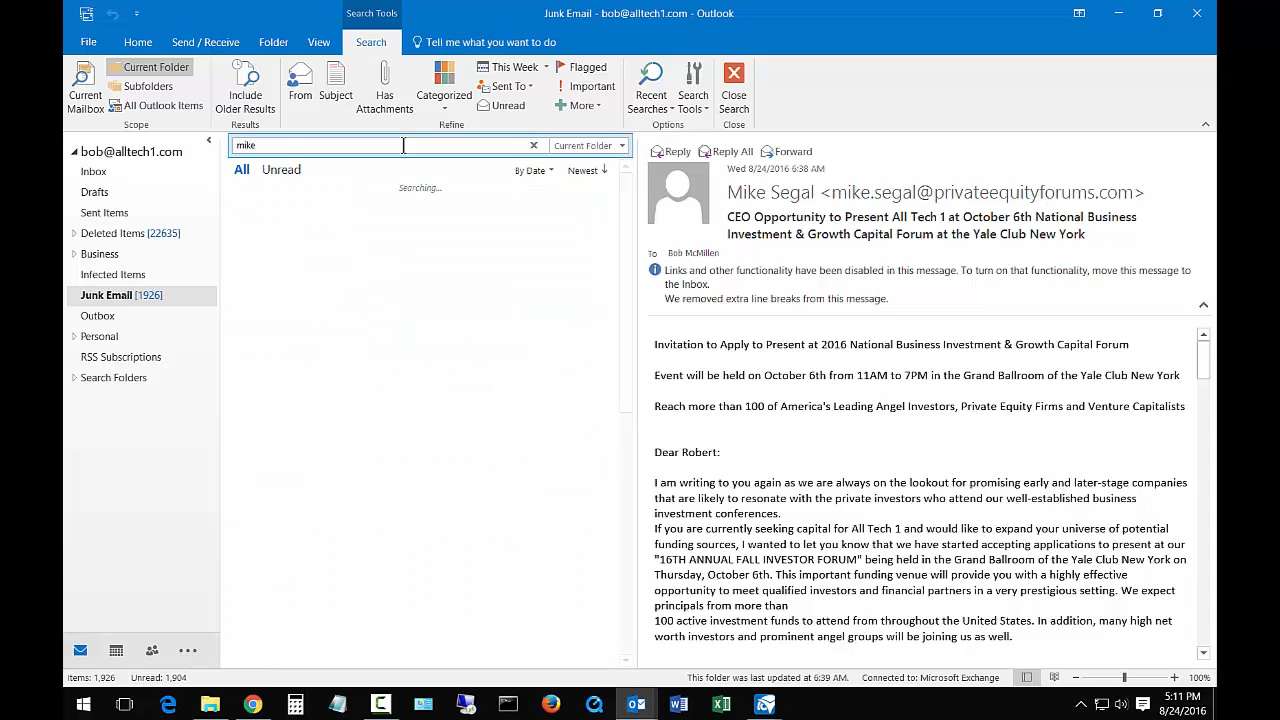 Search Tools
Junk Email - bob@alltech1.com - Outlook
File Home Send / Receive Folder View Search Tell me what you want to do
Current Mailbox
Current Folder
Subfolders
All Outlook Items
Scope
Include Older Results
Results
From
Subject
Has Attachments
Categorized
This Week
Sent To
Unread
Flagged
Important
More
Refine
Recent Searches
Search Tools
Options
Close Search
Close
bob@alltech1.com
Inbox
Drafts
Sent Items
Deleted Items [22635]
Business
Infected Items
Junk Email [1926]
Outbox
Personal
RSS Subscriptions
Search Folders
mike
Current Folder
All Unread By Date Newest
Searching...
Reply Reply All Forward
Wed 8/24/2016 6:38 AM
Mike Segal <mike.segal@privateequityforums.com>
CEO Opportunity to Present All Tech 1 at October 6th National Business
Investment & Growth Capital Forum at the Yale Club New York
To Bob McMillen
Links and other functionality have been disabled in this message. To turn on that functionality, move this message to
the Inbox.
We removed extra line breaks from this message.
Invitation to Apply to Present at 2016 National Business Investment & Growth Capital Forum
Event will be held on October 6th from 11AM to 7PM in the Grand Ballroom of the Yale Club New York
Reach more than 100 of America's Leading Angel Investors, Private Equity Firms and Venture Capitalists
Dear Robert:
I am writing to you again as we are always on the lookout for promising early and later-stage companies
that are likely to resonate with the private investors who attend our well-established business
investment conferences.
If you are currently seeking capital for All Tech 1 and would like to expand your universe of potential
funding sources, I wanted to let you know that we have started accepting applications to present at our
"16TH ANNUAL FALL INVESTOR FORUM" being held in the Grand Ballroom of the Yale Club New York on
Thursday, October 6th. This important funding venue will provide you with a highly effective
opportunity to meet qualified investors and financial partners in a very prestigious setting. We expect
principals from more than
100 active investment funds to attend from throughout the United States. In addition, many high net
worth investors and prominent angel groups will be joining us as well.
Items: 1,926 Unread: 1,904 This folder was last updated at 6:39 AM. Connected to: Microsoft Exchange 100%
5:11 PM
8/24/2016